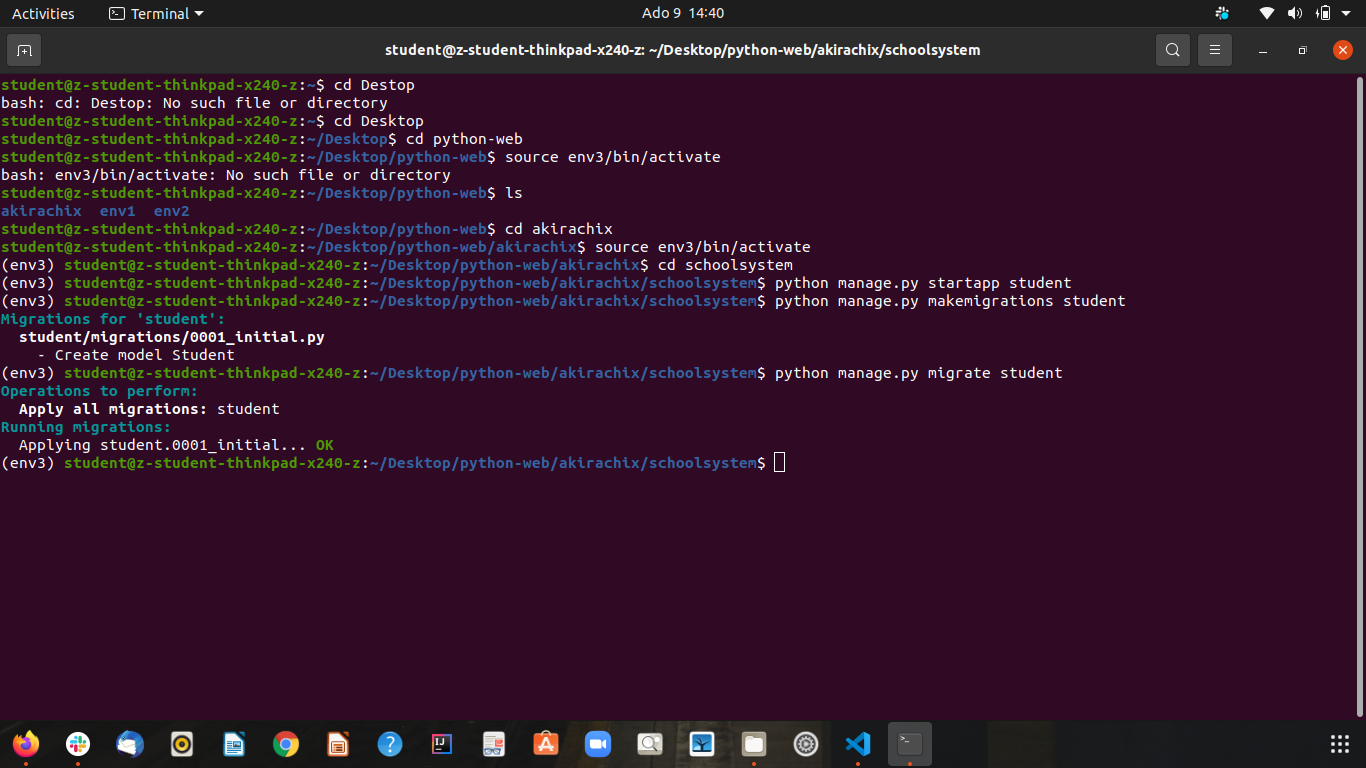 Activities Terminal Ado 9 14:40
student@z-student-thinkpad-x240-z: ~/Desktop/python-web/akirachix/schoolsystem
student@z-student-thinkpad-x240-z:~$ cd Destop
bash: cd: Destop: No such file or directory
student@z-student-thinkpad-x240-z:~$ cd Desktop
student@z-student-thinkpad-x240-z:~/Desktop$ cd python-web
student@z-student-thinkpad-x240-z:~/Desktop/python-web$ source env3/bin/activate
bash: env3/bin/activate: No such file or directory
student@z-student-thinkpad-x240-z:~/Desktop/python-web$ ls
akirachix  env1  env2
student@z-student-thinkpad-x240-z:~/Desktop/python-web$ cd akirachix
student@z-student-thinkpad-x240-z:~/Desktop/python-web/akirachix$ source env3/bin/activate
(env3) student@z-student-thinkpad-x240-z:~/Desktop/python-web/akirachix$ cd schoolsystem
(env3) student@z-student-thinkpad-x240-z:~/Desktop/python-web/akirachix/schoolsystem$ python manage.py startapp student
(env3) student@z-student-thinkpad-x240-z:~/Desktop/python-web/akirachix/schoolsystem$ python manage.py makemigrations student
Migrations for 'student':
  student/migrations/0001_initial.py
    - Create model Student
(env3) student@z-student-thinkpad-x240-z:~/Desktop/python-web/akirachix/schoolsystem$ python manage.py migrate student
Operations to perform:
  Apply all migrations: student
Running migrations:
  Applying student.0001_initial... OK
(env3) student@z-student-thinkpad-x240-z:~/Desktop/python-web/akirachix/schoolsystem$